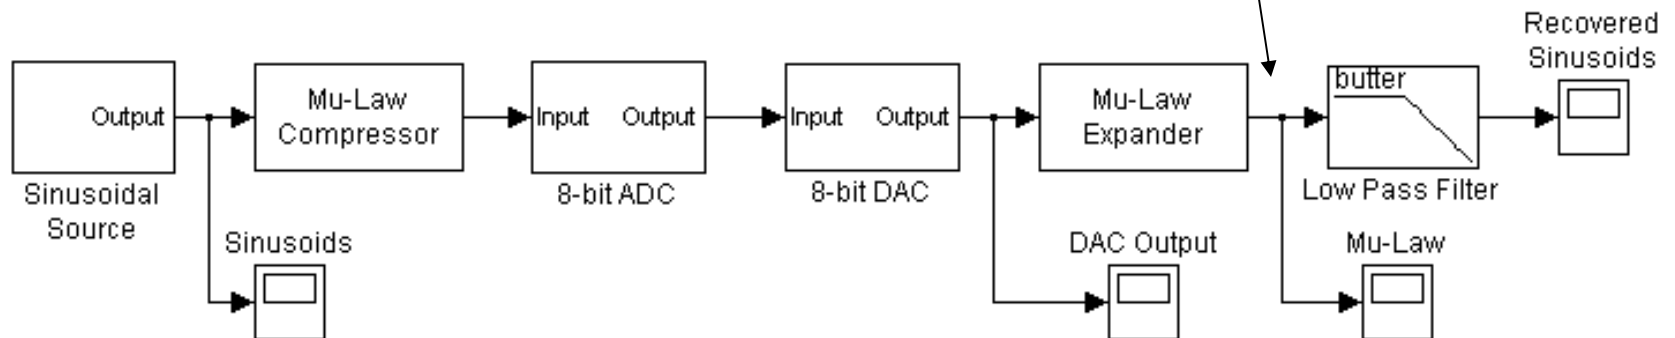 Output
Sinusoidal
Source
Sinusoids
Mu-Law
Compressor
Input Output
8-bit ADC
Input Output
8-bit DAC
DAC Output
Mu-Law
Expander
Mu-Law
butter
Low Pass Filter
Recovered
Sinusoids